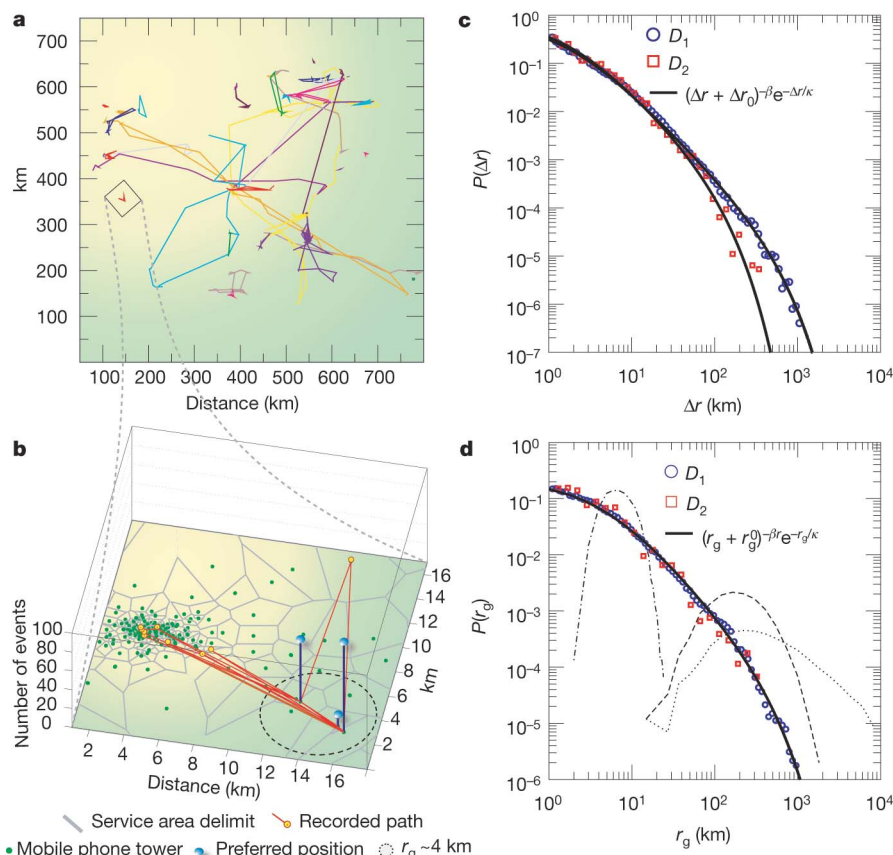 a
700
600
500
400
300
200
100
km
100 200 300 400 500 600 700
Distance (km)
b
Number of events
100
80
60
40
20
0
2 4 6 8 10 12 14 16
Distance (km)
16
14
12
10
8
6
4
2
km
Service area delimit Recorded path
Mobile phone tower Preferred position r_g ~4 km
c
10^0
10^-1
10^-2
10^-3
10^-4
10^-5
10^-6
10^-7
P(Δr)
D_1
D_2
(Δr + Δr_0)^-β e^-Δr/κ
10^0 10^1 10^2 10^3 10^4
Δr (km)
d
10^0
10^-1
10^-2
10^-3
10^-4
10^-5
10^-6
P(r_g)
D_1
D_2
(r_g + r_g^0)^-βr e^-r_g/κ
10^0 10^1 10^2 10^3 10^4
r_g (km)